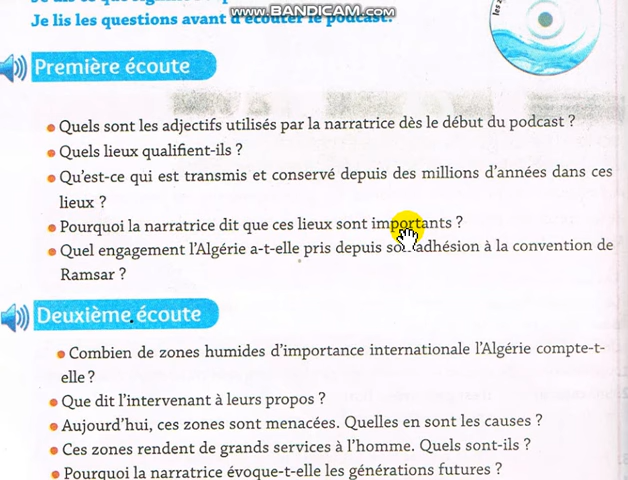 www.BANDICAM.com
Je lis les questions avant d'écouter le podcast.
Première écoute
Quels sont les adjectifs utilisés par la narratrice dès le début du podcast ?
Quels lieux qualifient-ils ?
Qu'est-ce qui est transmis et conservé depuis des millions d'années dans ces
lieux ?
Pourquoi la narratrice dit que ces lieux sont importants ?
Quel engagement l'Algérie a-t-elle pris depuis son adhésion à la convention de
Ramsar ?
Deuxième écoute
Combien de zones humides d'importance internationale l'Algérie compte-t-
elle ?
Que dit l'intervenant à leurs propos ?
Aujourd'hui, ces zones sont menacées. Quelles en sont les causes ?
Ces zones rendent de grands services à l'homme. Quels sont-ils ?
Pourquoi la narratrice évoque-t-elle les générations futures ?